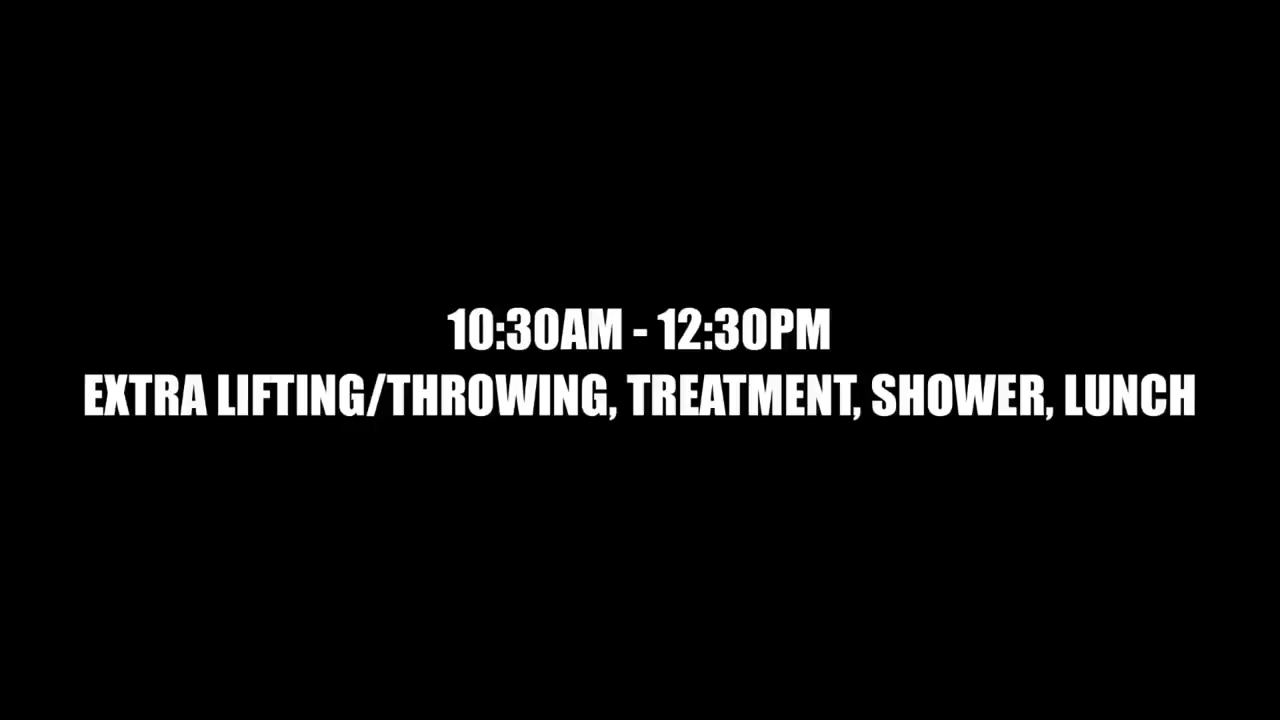 10:30AM - 12:30PM
EXTRA LIFTING/THROWING, TREATMENT, SHOWER, LUNCH